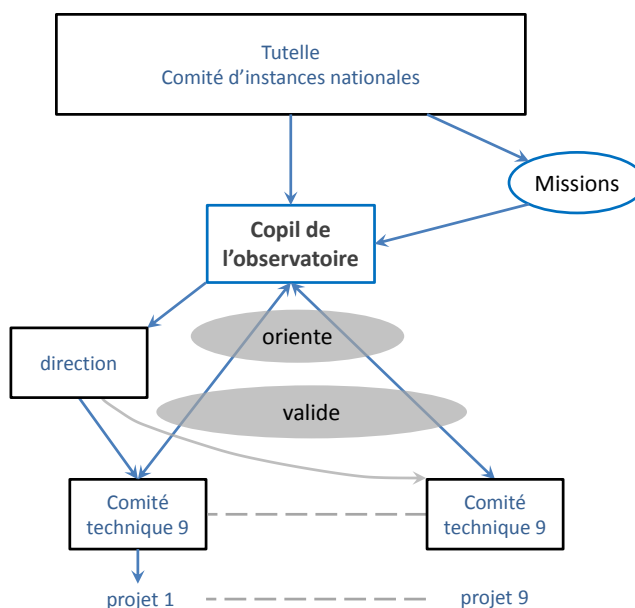 Tutelle
Comité d'instances nationales
Missions
Copil de
l'observatoire
oriente
direction
valide
Comité
technique 9
Comité
technique 9
projet 1
projet 9